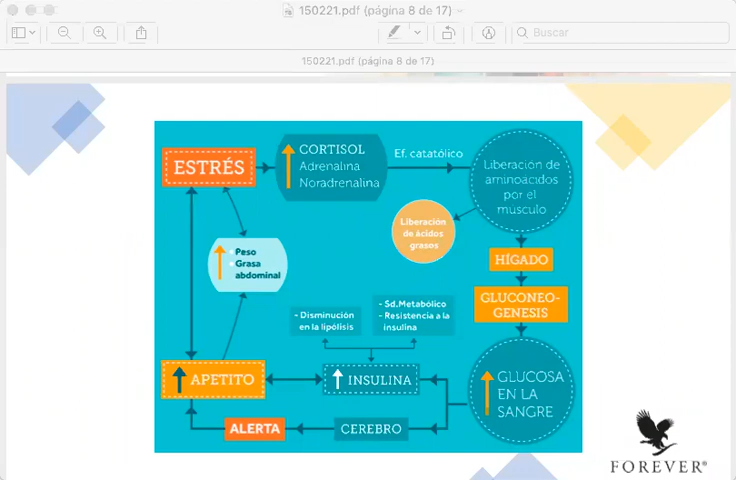 150221.pdf (página 8 de 17)
Buscar
150221.pdf (página 8 de 17)
ESTRÉS
CORTISOL
Adrenalina
Noradrenalina
Ef. catatólico
Liberación de
aminoácidos
por el
músculo
Liberación
de ácidos
grasos
HÍGADO
GLUCONEO-
GENESIS
Peso
Grasa
abdominal
- Disminución
en la lipólisis
- Sd.Metabólico
- Resistencia a la
insulina
APETITO
INSULINA
GLUCOSA
EN LA
SANGRE
ALERTA
CEREBRO
FOREVER®